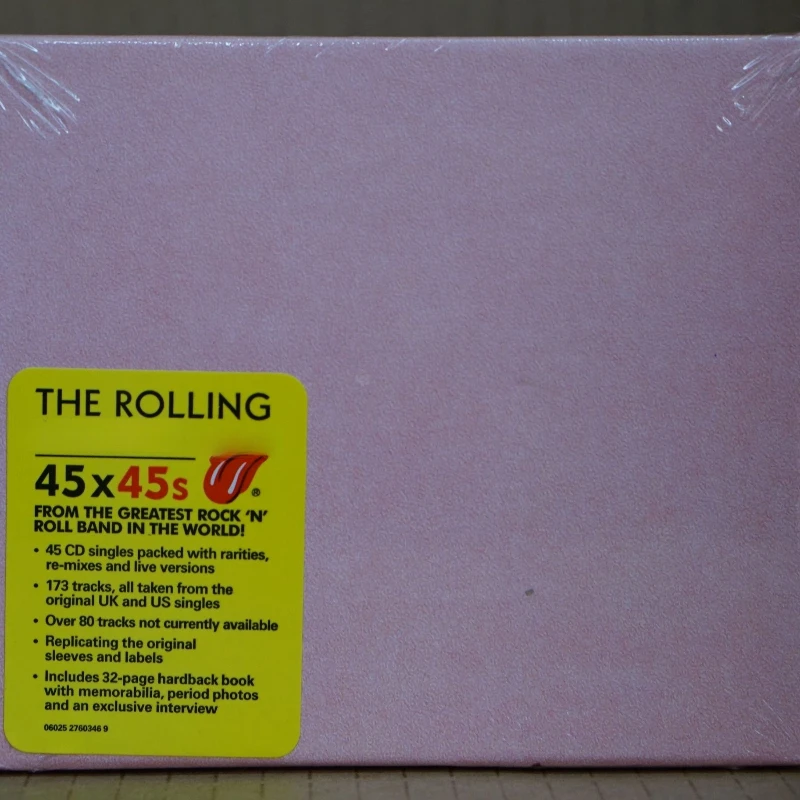 THE ROLLING
45x45s ®
FROM THE GREATEST ROCK 'N'
ROLL BAND IN THE WORLD!
• 45 CD singles packed with rarities,
re-mixes and live versions
• 173 tracks, all taken from the
original UK and US singles
• Over 80 tracks not currently available
• Replicating the original
sleeves and labels
• Includes 32-page hardback book
with memorabilia, period photos
and an exclusive interview
06025 2760346 9